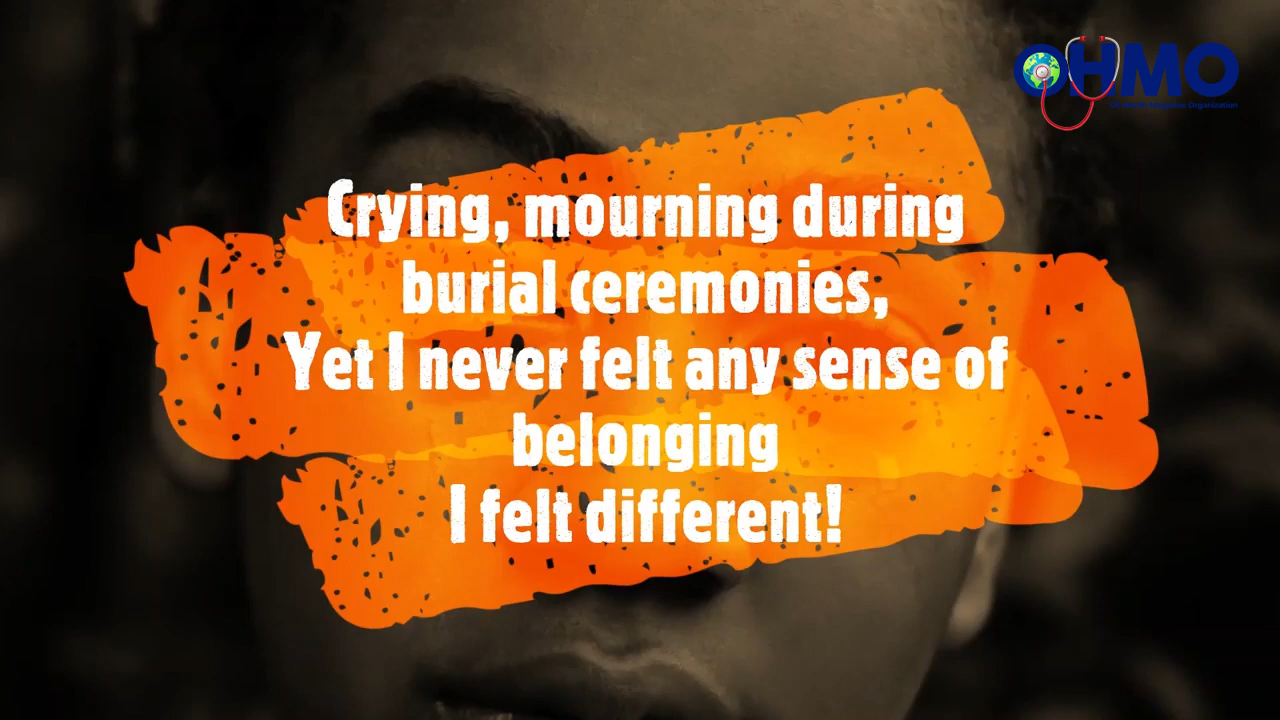 OHMO
Crying, mourning during
burial ceremonies,
Yet I never felt any sense of
belonging
I felt different!